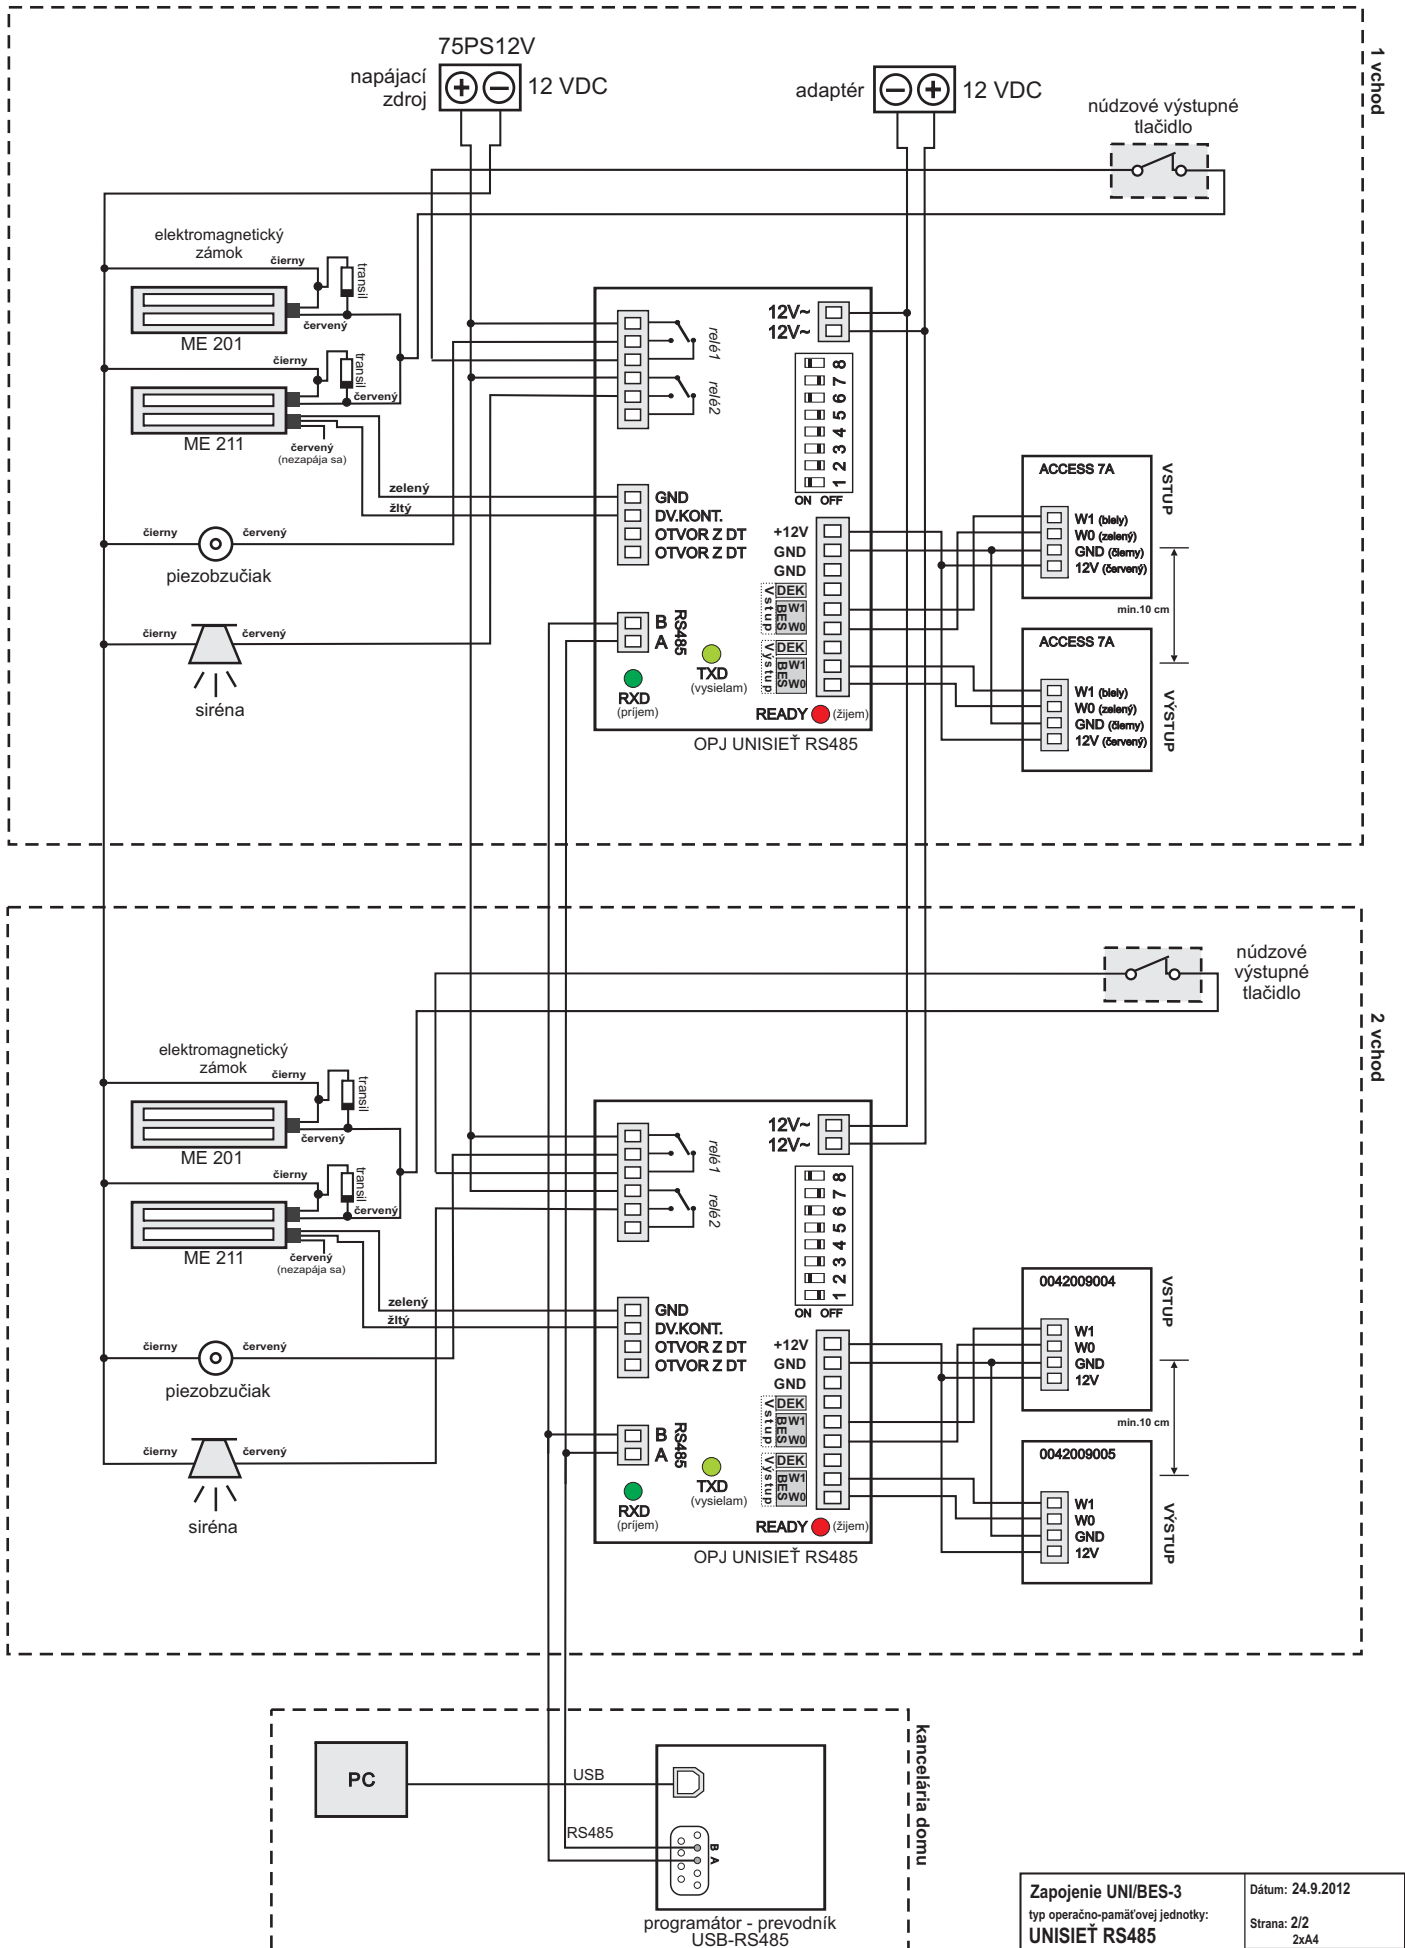 75PS12V
napájací
zdroj
12 VDC
adaptér
12 VDC
núdzové výstupné
tlačidlo
1 vchod
elektromagnetický
zámok
čierny
transil
červený
ME 201
čierny
transil
červený
ME 211
červený
(nezapája sa)
zelený
žltý
čierny
červený
piezobzučiak
čierny
červený
siréna
relé1
relé2
12V~
12V~
8
7
6
5
4
3
2
1
ON OFF
GND
DV.KONT.
OTVOR Z DT
OTVOR Z DT
+12V
GND
GND
Vstup
DEK
BES
W1
W0
Výstup
DEK
BES
W1
W0
B
A
RS485
TXD
(vysielam)
RXD
(príjem)
READY
(žijem)
OPJ UNISIEŤ RS485
ACCESS 7A
W1 (biely)
W0 (zelený)
GND (čierny)
12V (červený)
VSTUP
min.10 cm
ACCESS 7A
W1 (biely)
W0 (zelený)
GND (čierny)
12V (červený)
VÝSTUP
núdzové
výstupné
tlačidlo
2 vchod
elektromagnetický
zámok
čierny
transil
červený
ME 201
čierny
transil
červený
ME 211
červený
(nezapája sa)
zelený
žltý
čierny
červený
piezobzučiak
čierny
červený
siréna
relé1
relé2
12V~
12V~
8
7
6
5
4
3
2
1
ON OFF
GND
DV.KONT.
OTVOR Z DT
OTVOR Z DT
+12V
GND
GND
Vstup
DEK
BES
W1
W0
Výstup
DEK
BES
W1
W0
B
A
RS485
TXD
(vysielam)
RXD
(príjem)
READY
(žijem)
OPJ UNISIEŤ RS485
0042009004
W1
W0
GND
12V
VSTUP
min.10 cm
0042009005
W1
W0
GND
12V
VÝSTUP
kancelária domu
PC
USB
RS485
B
A
programátor - prevodník
USB-RS485
Zapojenie UNI/BES-3
typ operačno-pamäťovej jednotky:
UNISIEŤ RS485
Dátum: 24.9.2012
Strana: 2/2
2xA4